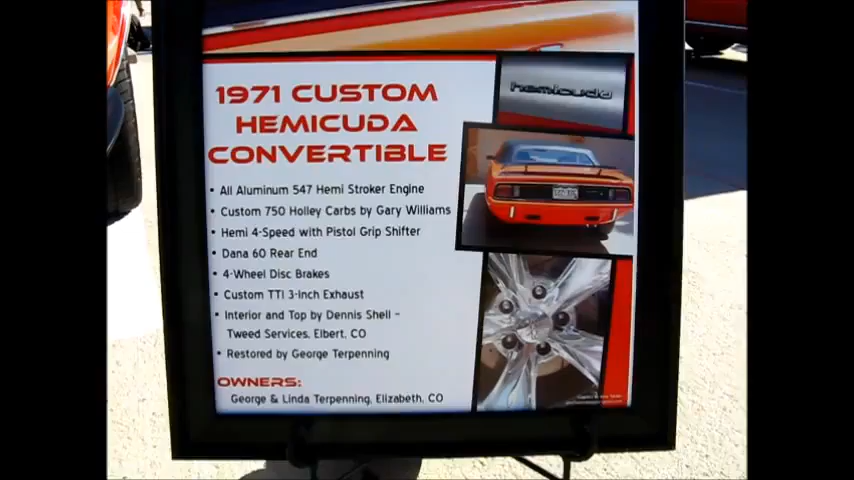 1971 CUSTOM
HEMICUDA
CONVERTIBLE
• All Aluminum 547 Hemi Stroker Engine
• Custom 750 Holley Carbs by Gary Williams
• Hemi 4-Speed with Pistol Grip Shifter
• Dana 60 Rear End
• 4-Wheel Disc Brakes
• Custom TTI 3-inch Exhaust
• Interior and Top by Dennis Shell -
Tweed Services, Elbert, CO
• Restored by George Terpenning
OWNERS:
George & Linda Terpenning, Elizabeth, CO
hemicuda